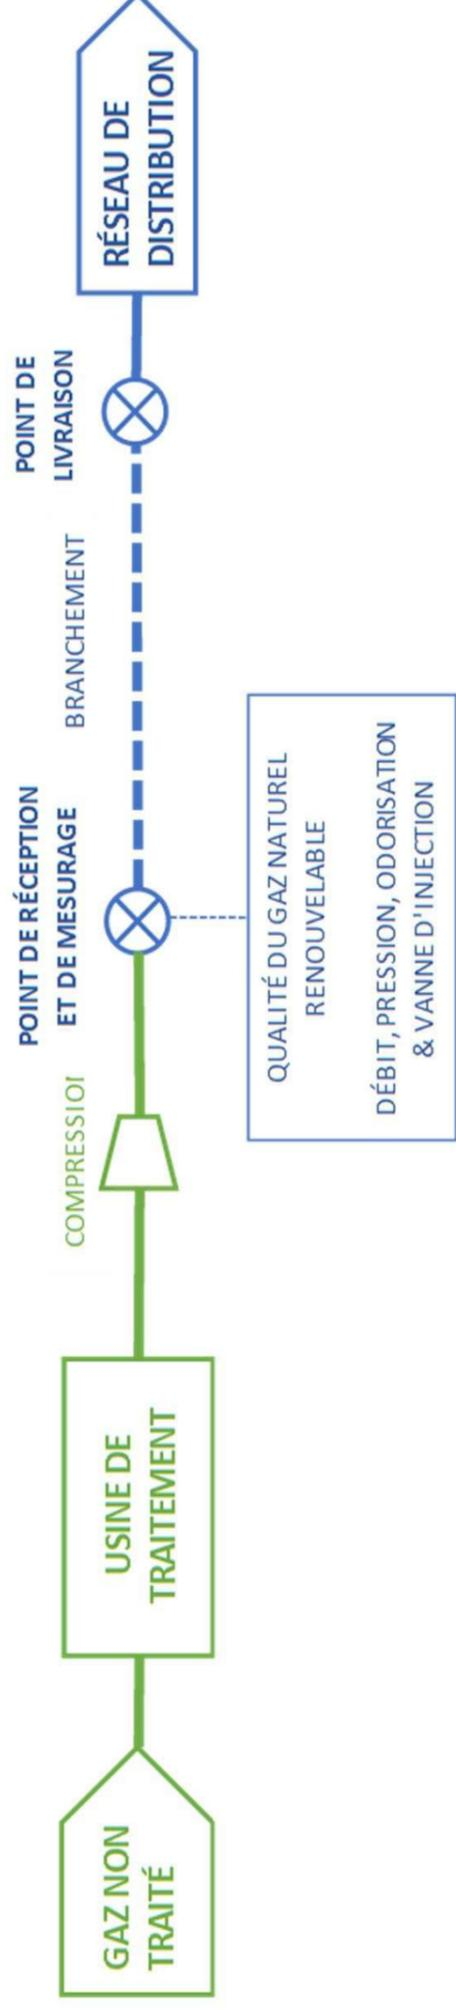 GAZ NON
TRAITÉ
USINE DE
TRAITEMENT
COMPRESSIO
POINT DE RÉCEPTION
ET DE MESURAGE
QUALITÉ DU GAZ NATUREL
RENOUVELABLE
DÉBIT, PRESSION, ODORISATION
& VANNE D'INJECTION
BRANCHEMENT
POINT DE
LIVRAISON
RÉSEAU DE
DISTRIBUTION